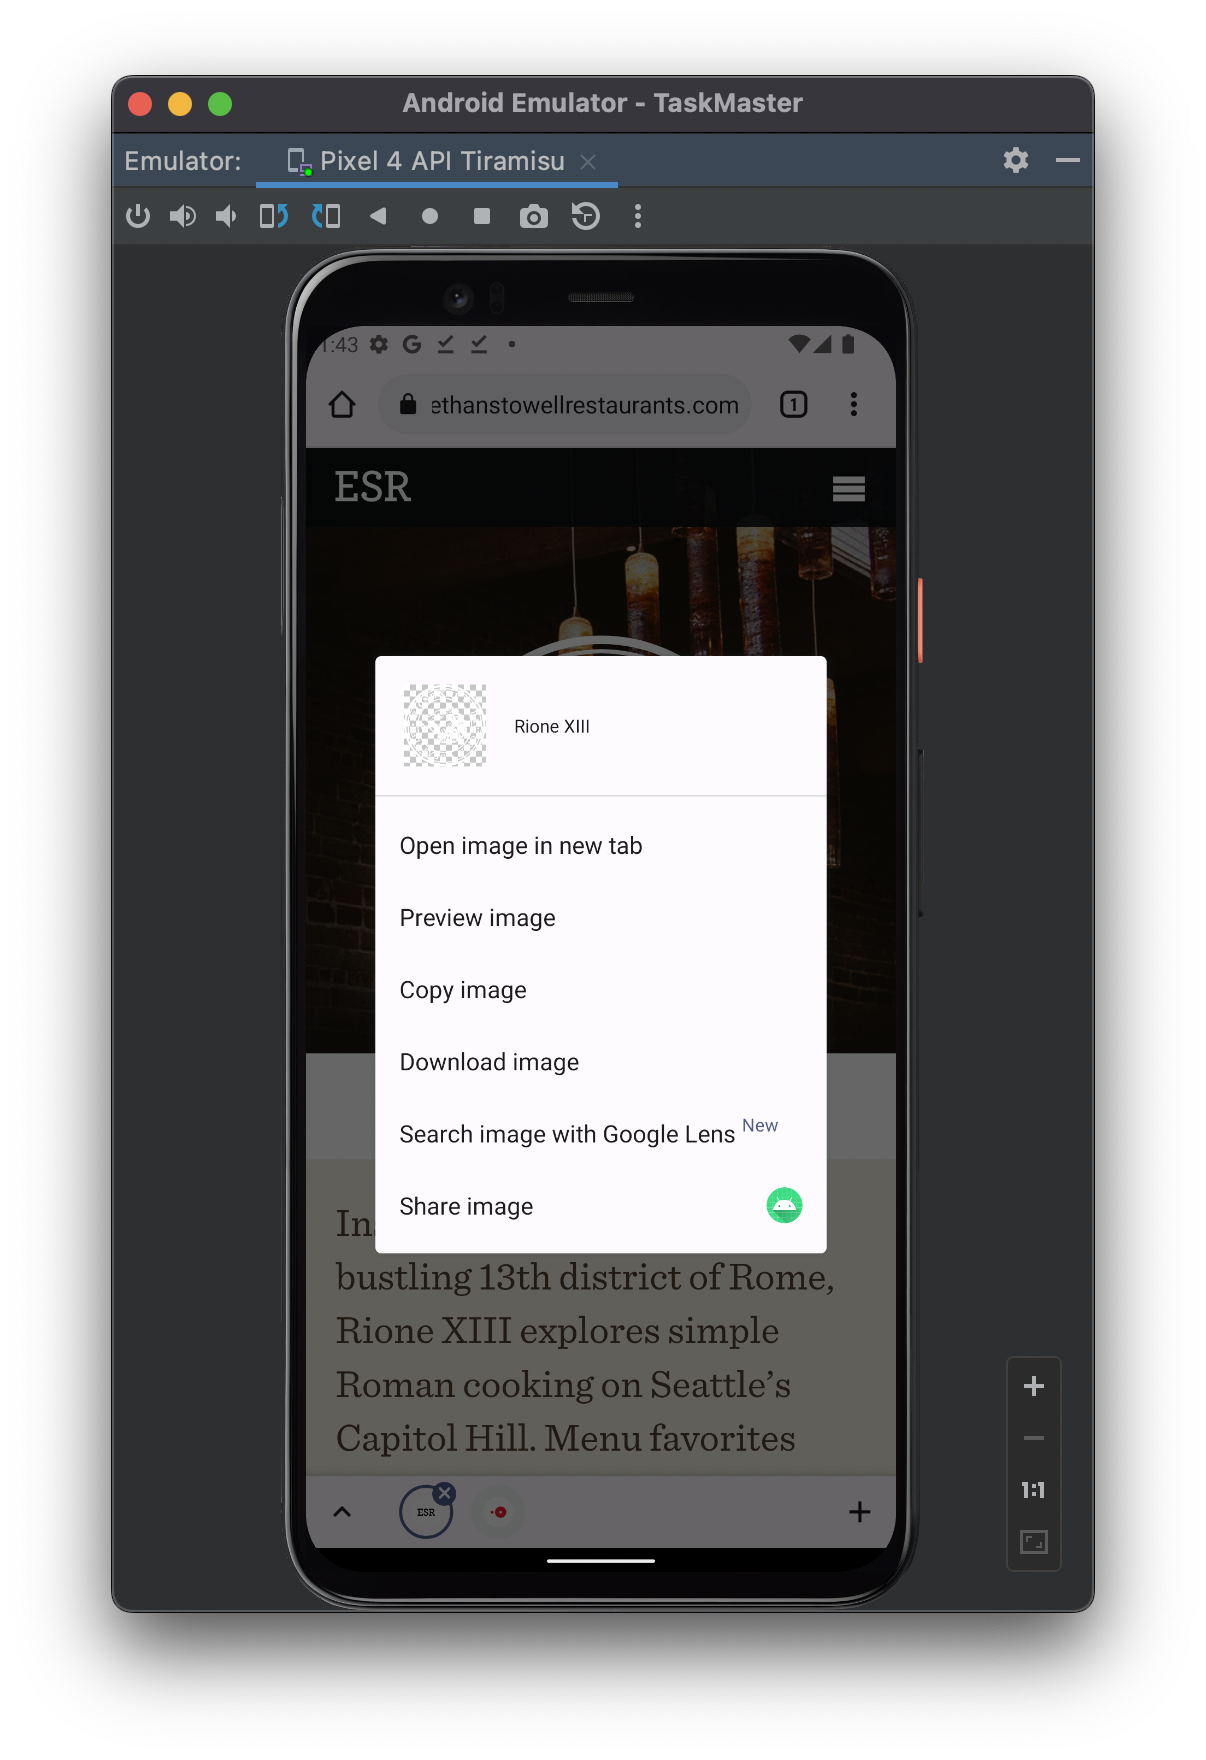 Android Emulator - TaskMaster
Emulator: Pixel 4 API Tiramisu
1:43
ethanstowellrestaurants.com
1
ESR
Rione XIII
Open image in new tab
Preview image
Copy image
Download image
Search image with Google Lens New
Share image
bustling 13th district of Rome,
Rione XIII explores simple
Roman cooking on Seattle's
Capitol Hill. Menu favorites
ESR
1:1